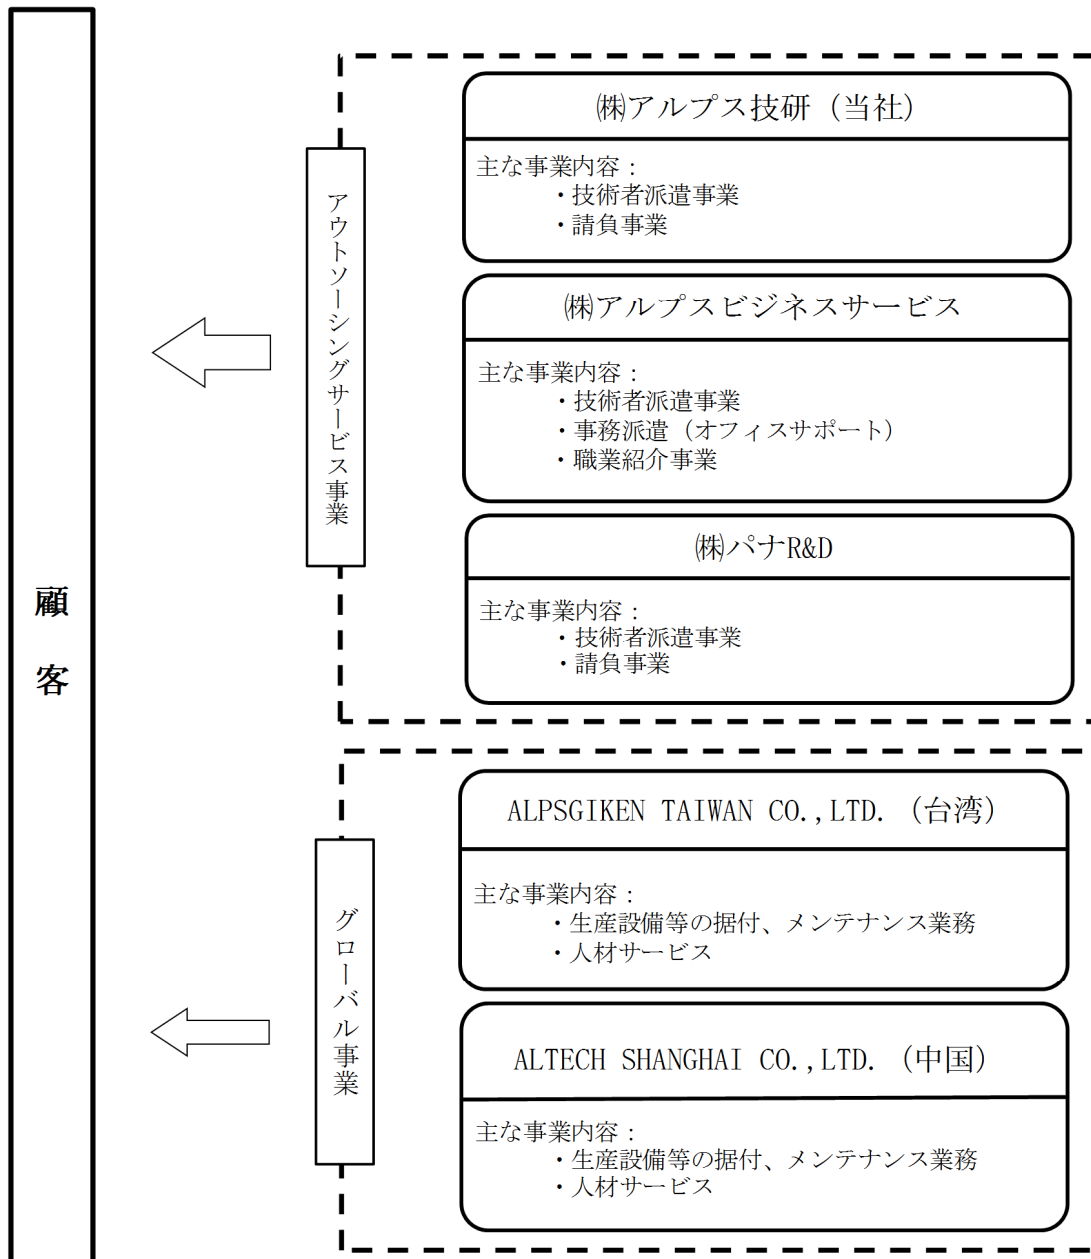 顧客
アウトソーシングサービス事業
㈱アルプス技研（当社）
主な事業内容：
・技術者派遣事業
・請負事業
㈱アルプスビジネスサービス
主な事業内容：
・技術者派遣事業
・事務派遣（オフィスサポート）
・職業紹介事業
㈱パナR&D
主な事業内容：
・技術者派遣事業
・請負事業
グローバル事業
ALPSGIKEN TAIWAN CO.,LTD.（台湾）
主な事業内容：
・生産設備等の据付、メンテナンス業務
・人材サービス
ALTECH SHANGHAI CO.,LTD.（中国）
主な事業内容：
・生産設備等の据付、メンテナンス業務
・人材サービス